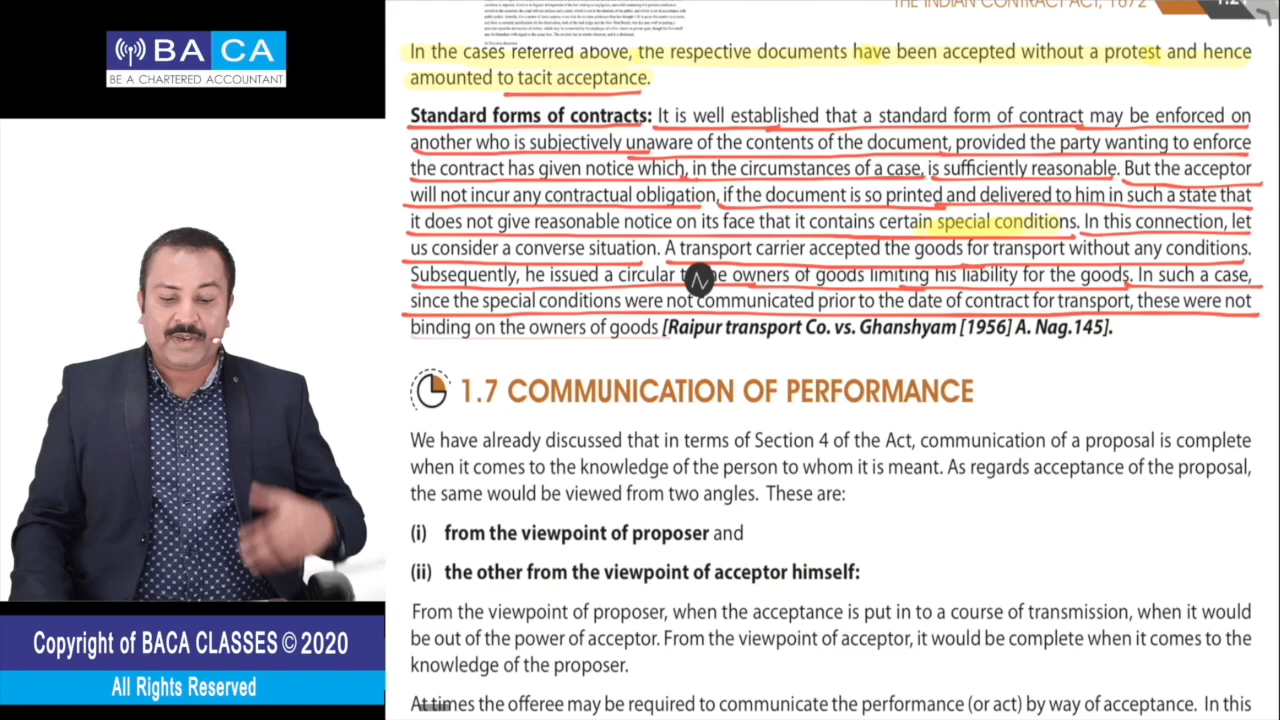 THE INDIAN CONTRACT ACT, 1872
BACA
BE A CHARTERED ACCOUNTANT
In the cases referred above, the respective documents have been accepted without a protest and hence
amounted to tacit acceptance.
Standard forms of contracts: It is well established that a standard form of contract may be enforced on
another who is subjectively unaware of the contents of the document, provided the party wanting to enforce
the contract has given notice which, in the circumstances of a case, is sufficiently reasonable. But the acceptor
will not incur any contractual obligation, if the document is so printed and delivered to him in such a state that
it does not give reasonable notice on its face that it contains certain special conditions. In this connection, let
us consider a converse situation. A transport carrier accepted the goods for transport without any conditions.
Subsequently, he issued a circular owners of goods limiting his liability for the goods. In such a case,
since the special conditions were not communicated prior to the date of contract for transport, these were not
binding on the owners of goods [Raipur transport Co. vs. Ghanshyam [1956] A. Nag.145].
1.7 COMMUNICATION OF PERFORMANCE
We have already discussed that in terms of Section 4 of the Act, communication of a proposal is complete
when it comes to the knowledge of the person to whom it is meant. As regards acceptance of the proposal,
the same would be viewed from two angles. These are:
(i) from the viewpoint of proposer and
(ii) the other from the viewpoint of acceptor himself:
From the viewpoint of proposer, when the acceptance is put in to a course of transmission, when it would
be out of the power of acceptor. From the viewpoint of acceptor, it would be complete when it comes to the
knowledge of the proposer.
At times the offeree may be required to communicate the performance (or act) by way of acceptance. In this
Copyright of BACA CLASSES © 2020
All Rights Reserved